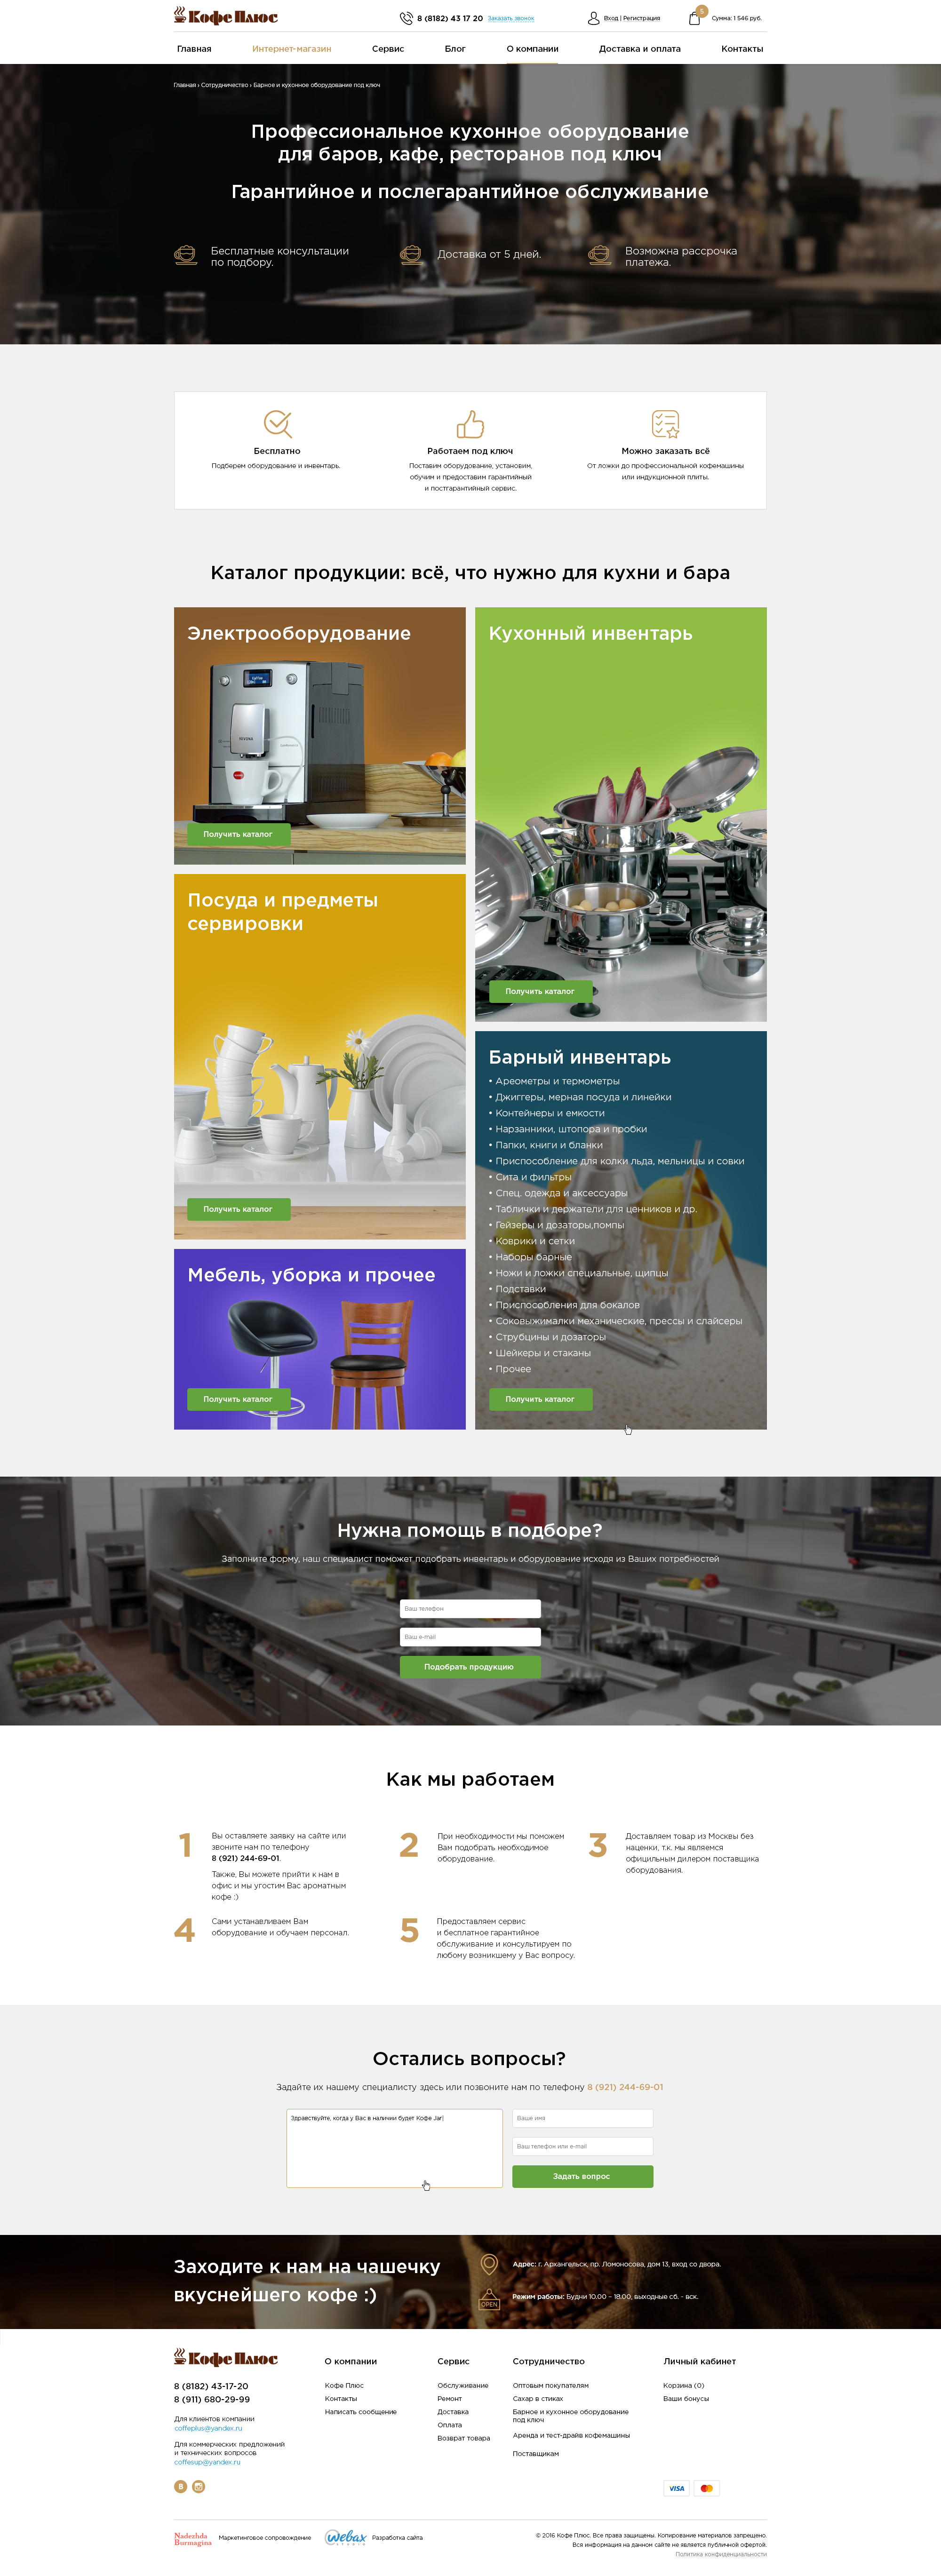 Кофе Плюс
8 (8182) 43 17 20 Заказать звонок
Вход | Регистрация
5
Сумма: 1 546 руб.
Главная
Интернет-магазин
Сервис
Блог
О компании
Доставка и оплата
Контакты
Главная › Сотрудничество › Барное и кухонное оборудование под ключ
Профессиональное кухонное оборудование
для баров, кафе, ресторанов под ключ
Гарантийное и послегарантийное обслуживание
Бесплатные консультации
по подбору.
Доставка от 5 дней.
Возможна рассрочка
платежа.
Бесплатно
Подберем оборудование и инвентарь.
Работаем под ключ
Поставим оборудование, установим,
обучим и предоставим гарантийный
и постгарантийный сервис.
Можно заказать всё
От ложки до профессиональной кофемашины
или индукционной плиты.
Каталог продукции: всё, что нужно для кухни и бара
Электрооборудование
Получить каталог
Кухонный инвентарь
Получить каталог
Посуда и предметы
сервировки
Получить каталог
Мебель, уборка и прочее
Получить каталог
Барный инвентарь
• Ареометры и термометры
• Джиггеры, мерная посуда и линейки
• Контейнеры и емкости
• Нарзанники, штопора и пробки
• Папки, книги и бланки
• Приспособление для колки льда, мельницы и совки
• Сита и фильтры
• Спец. одежда и аксессуары
• Таблички и держатели для ценников и др.
• Гейзеры и дозаторы,помпы
• Коврики и сетки
• Наборы барные
• Ножи и ложки специальные, щипцы
• Подставки
• Приспособления для бокалов
• Соковыжималки механические, прессы и слайсеры
• Струбцины и дозаторы
• Шейкеры и стаканы
• Прочее
Получить каталог
Нужна помощь в подборе?
Заполните форму, наш специалист поможет подобрать инвентарь и оборудование исходя из Ваших потребностей
Ваш телефон
Ваш e-mail
Подобрать продукцию
Как мы работаем
1
Вы оставляете заявку на сайте или
звоните нам по телефону
8 (921) 244-69-01.
Также, Вы можете прийти к нам в
офис и мы угостим Вас ароматным
кофе :)
2
При необходимости мы поможем
Вам подобрать необходимое
оборудование.
3
Доставляем товар из Москвы без
наценки, т.к. мы являемся
официльным дилером поставщика
оборудования.
4
Сами устанавливаем Вам
оборудование и обучаем персонал.
5
Предоставляем сервис
и бесплатное гарантийное
обслуживание и консультируем по
любому возникшему у Вас вопросу.
Остались вопросы?
Задайте их нашему специалисту здесь или позвоните нам по телефону 8 (921) 244-69-01
Здравствуйте, когда у Вас в наличии будет Кофе Jar|
Ваше имя
Ваш телефон или e-mail
Задать вопрос
Заходите к нам на чашечку
вкуснейшего кофе :)
Адрес: г. Архангельск, пр. Ломоносова, дом 13, вход со двора.
OPEN
Режим работы: Будни 10.00 – 18.00, выходные сб. - вск.
Кофе Плюс
8 (8182) 43-17-20
8 (911) 680-29-99
Для клиентов компании
coffeplus@yandex.ru
Для коммерческих предложений
и технических вопросов
coffesup@yandex.ru
О компании
Кофе Плюс
Контакты
Написать сообщение
Сервис
Обслуживание
Ремонт
Доставка
Оплата
Возврат товара
Сотрудничество
Оптовым покупателям
Сахар в стиках
Барное и кухонное оборудование
под ключ
Аренда и тест-драйв кофемашины
Поставщикам
Личный кабинет
Корзина (0)
Ваши бонусы
VISA
Nadezhda
Burmagina
Маркетинговое сопровождение
Webax
Разработка сайта
© 2016 Кофе Плюс. Все права защищены. Копирование материалов запрещено.
Вся информация на данном сайте не является публичной офертой.
Политика конфиденциальности